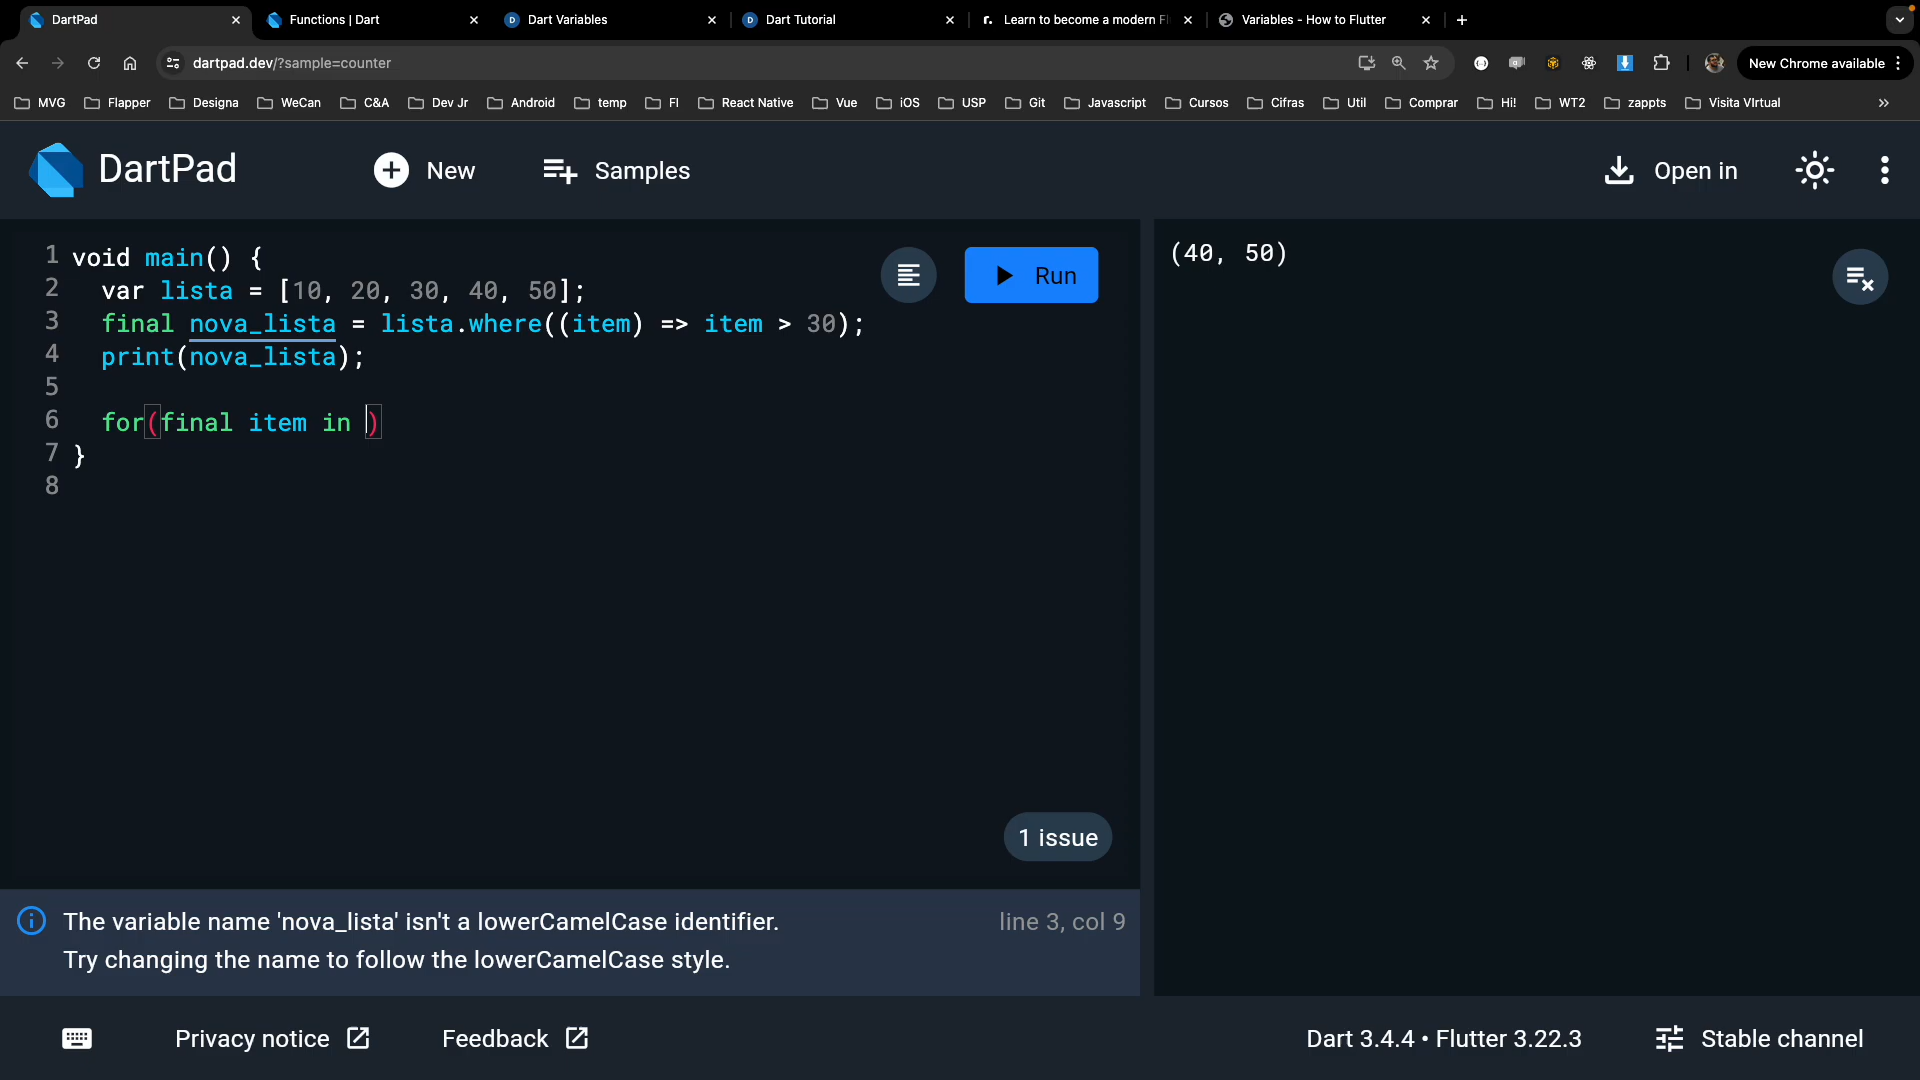 DartPad
Functions | Dart
Dart Variables
Dart Tutorial
Learn to become a modern Fl
Variables - How to Flutter
dartpad.dev/?sample=counter
New Chrome available
MVG
Flapper
Designa
WeCan
C&A
Dev Jr
Android
temp
FI
React Native
Vue
iOS
USP
Git
Javascript
Cursos
Cifras
Util
Comprar
Hi!
WT2
zappts
Visita VIrtual
DartPad
New
Samples
Open in
1 void main() {
2 var lista = [10, 20, 30, 40, 50];
3 final nova_lista = lista.where((item) => item > 30);
4 print(nova_lista);
5
6 for(final item in )
7 }
8
Run
(40, 50)
1 issue
The variable name 'nova_lista' isn't a lowerCamelCase identifier.
line 3, col 9
Try changing the name to follow the lowerCamelCase style.
Privacy notice
Feedback
Dart 3.4.4 • Flutter 3.22.3
Stable channel